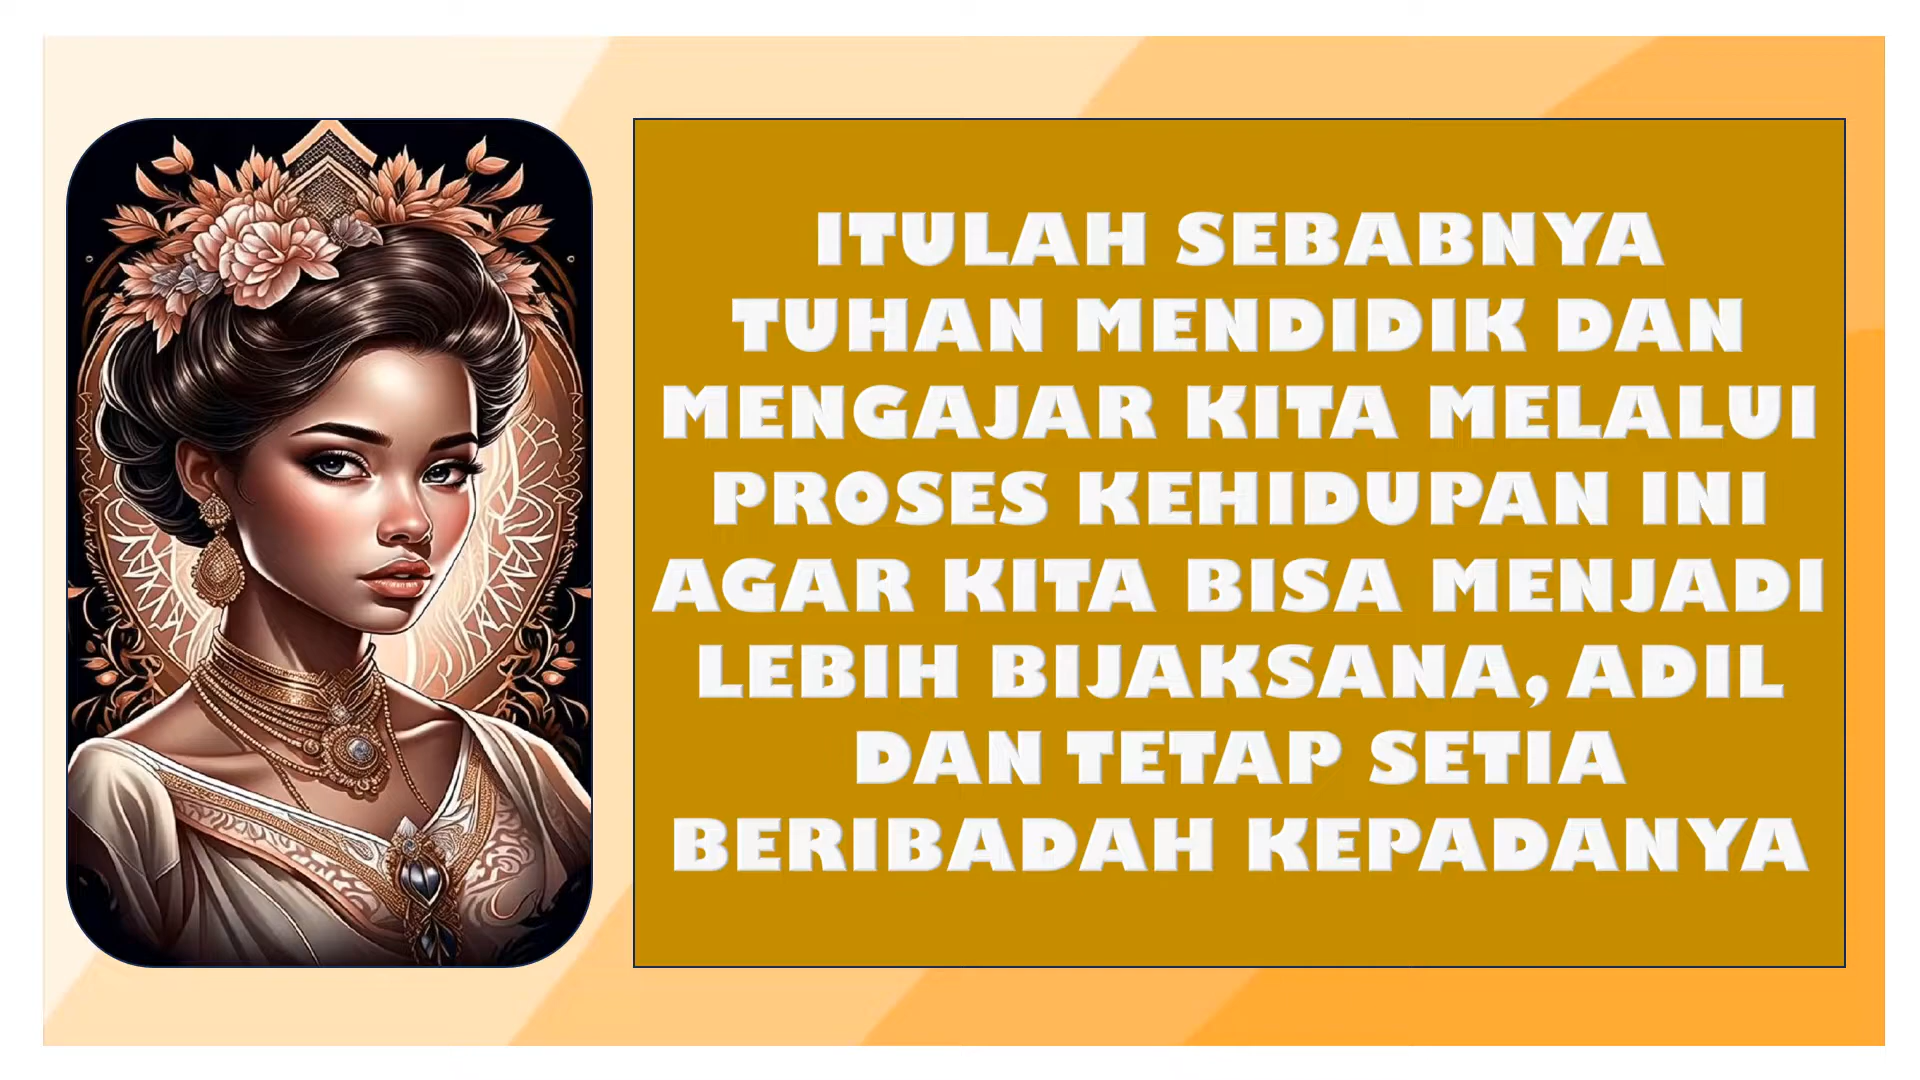 ITULAH SEBABNYA
TUHAN MENDIDIK DAN
MENGAJAR KITA MELALUI
PROSES KEHIDUPAN INI
AGAR KITA BISA MENJADI
LEBIH BIJAKSANA, ADIL
DAN TETAP SETIA
BERIBADAH KEPADANYA